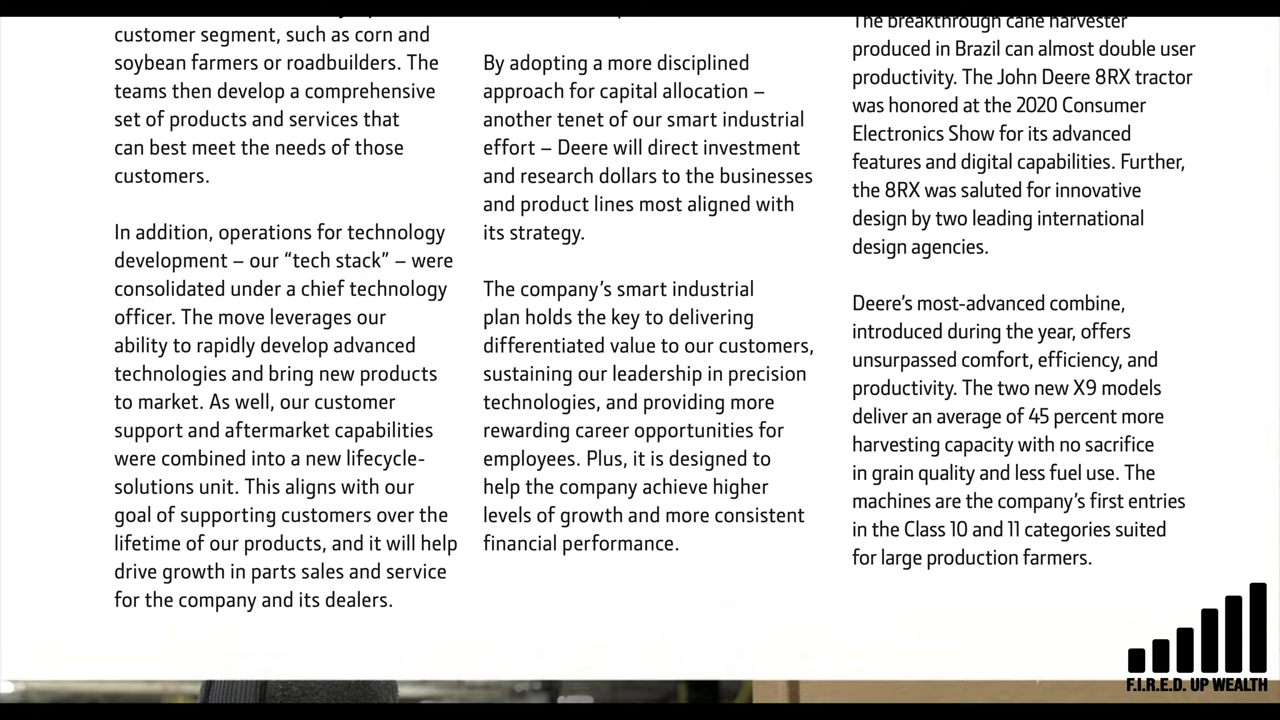 customer segment, such as corn and
soybean farmers or roadbuilders. The
teams then develop a comprehensive
set of products and services that
can best meet the needs of those
customers.
In addition, operations for technology
development – our “tech stack” – were
consolidated under a chief technology
officer. The move leverages our
ability to rapidly develop advanced
technologies and bring new products
to market. As well, our customer
support and aftermarket capabilities
were combined into a new lifecycle-
solutions unit. This aligns with our
goal of supporting customers over the
lifetime of our products, and it will help
drive growth in parts sales and service
for the company and its dealers.
By adopting a more disciplined
approach for capital allocation –
another tenet of our smart industrial
effort – Deere will direct investment
and research dollars to the businesses
and product lines most aligned with
its strategy.
The company’s smart industrial
plan holds the key to delivering
differentiated value to our customers,
sustaining our leadership in precision
technologies, and providing more
rewarding career opportunities for
employees. Plus, it is designed to
help the company achieve higher
levels of growth and more consistent
financial performance.
The breakthrough cane harvester
produced in Brazil can almost double user
productivity. The John Deere 8RX tractor
was honored at the 2020 Consumer
Electronics Show for its advanced
features and digital capabilities. Further,
the 8RX was saluted for innovative
design by two leading international
design agencies.
Deere’s most-advanced combine,
introduced during the year, offers
unsurpassed comfort, efficiency, and
productivity. The two new X9 models
deliver an average of 45 percent more
harvesting capacity with no sacrifice
in grain quality and less fuel use. The
machines are the company’s first entries
in the Class 10 and 11 categories suited
for large production farmers.
F.I.R.E.D. UP WEALTH